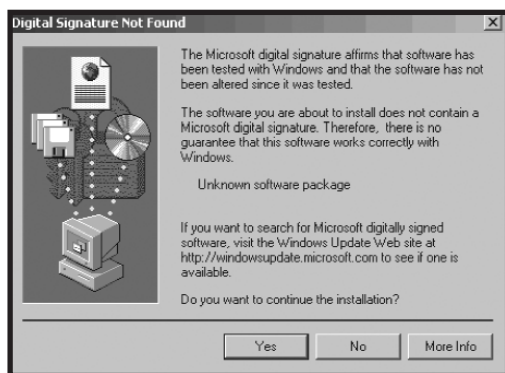 Digital Signature Not Found
The Microsoft digital signature affirms that software has
been tested with Windows and that the software has not
been altered since it was tested.
The software you are about to install does not contain a
Microsoft digital signature. Therefore, there is no
guarantee that this software works correctly with
Windows.
Unknown software package
If you want to search for Microsoft digitally signed
software, visit the Windows Update Web site at
http://windowsupdate.microsoft.com to see if one is
available.
Do you want to continue the installation?
Yes No More Info